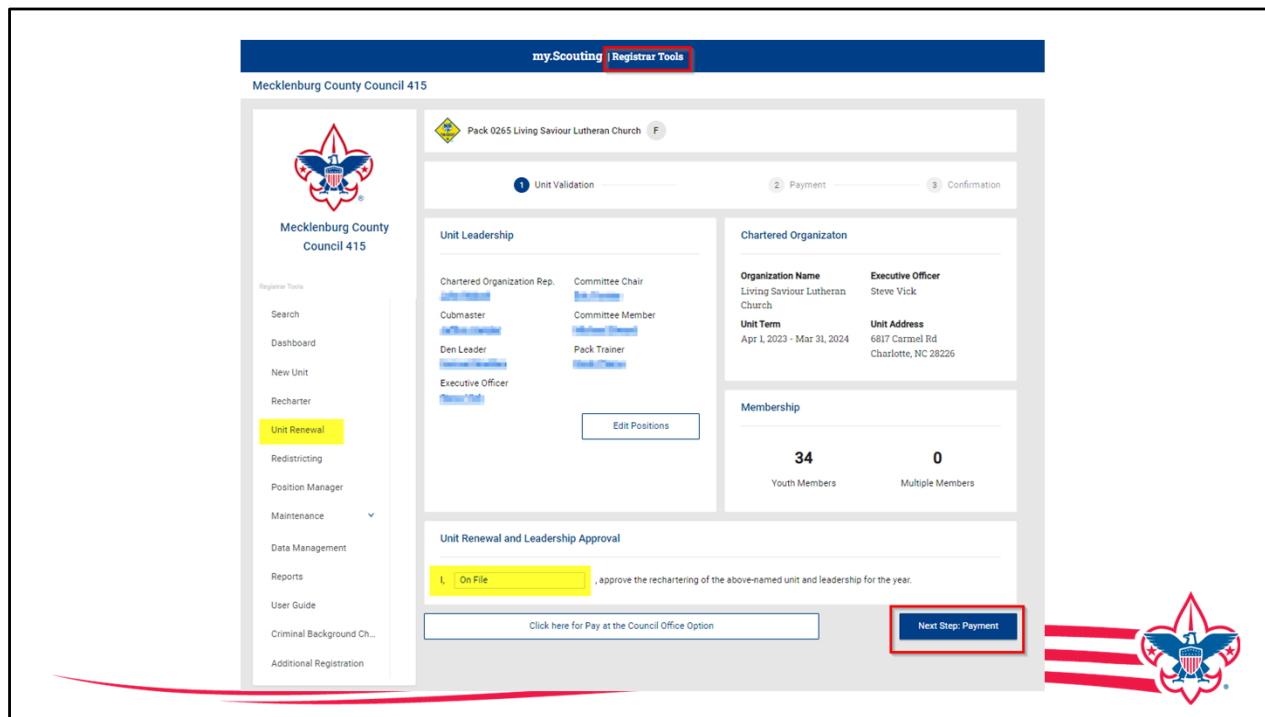 my.Scouting | Registrar Tools
Mecklenburg County Council 415
Mecklenburg County
Council 415
Registrar Tools
Search
Dashboard
New Unit
Recharter
Unit Renewal
Redistricting
Position Manager
Maintenance
Data Management
Reports
User Guide
Criminal Background Ch...
Additional Registration
Pack 0265 Living Saviour Lutheran Church F
1 Unit Validation 2 Payment 3 Confirmation
Unit Leadership
Chartered Organization Rep. Committee Chair
Cubmaster Committee Member
Den Leader Pack Trainer
Executive Officer
Edit Positions
Chartered Organizaton
Organization Name Executive Officer
Living Saviour Lutheran Steve Vick
Church
Unit Term Unit Address
Apr 1, 2023 - Mar 31, 2024 6817 Carmel Rd
Charlotte, NC 28226
Membership
34 0
Youth Members Multiple Members
Unit Renewal and Leadership Approval
I, On File , approve the rechartering of the above-named unit and leadership for the year.
Click here for Pay at the Council Office Option Next Step: Payment